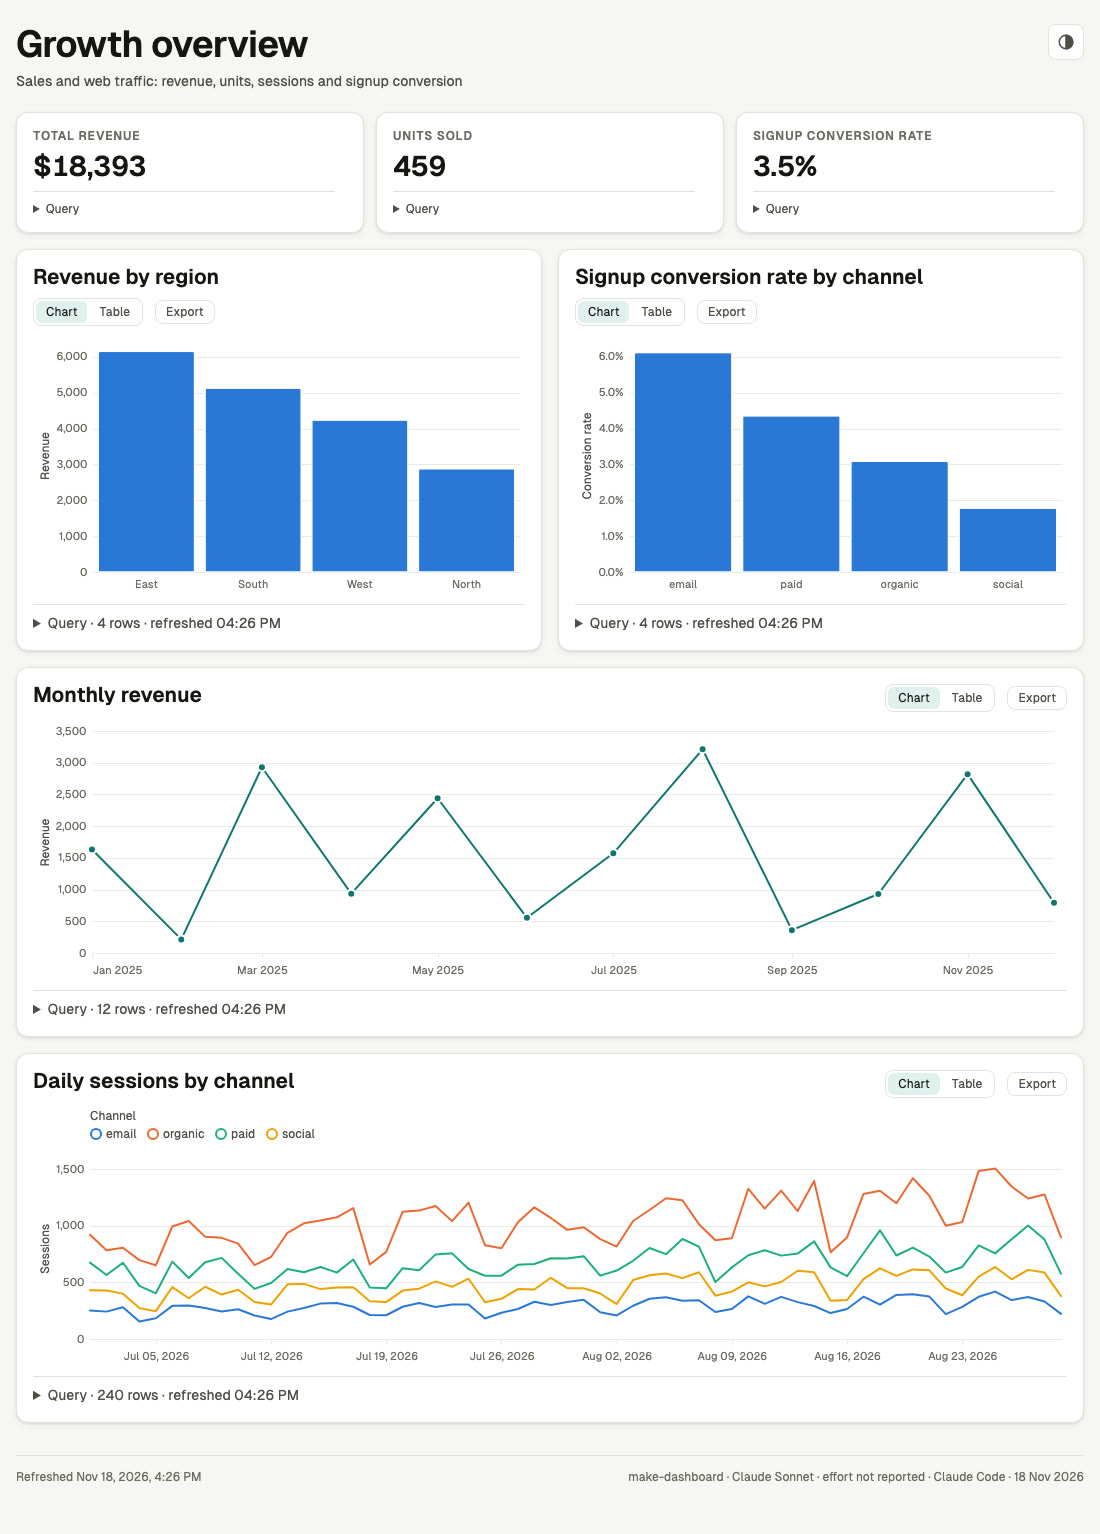 Growth overview
Sales and web traffic: revenue, units, sessions and signup conversion
TOTAL REVENUE
$18,393
Query
UNITS SOLD
459
Query
SIGNUP CONVERSION RATE
3.5%
Query
Revenue by region
Chart Table Export
Revenue
6,000
5,000
4,000
3,000
2,000
1,000
0
East South West North
Query · 4 rows · refreshed 04:26 PM
Signup conversion rate by channel
Chart Table Export
Conversion rate
6.0%
5.0%
4.0%
3.0%
2.0%
1.0%
0.0%
email paid organic social
Query · 4 rows · refreshed 04:26 PM
Monthly revenue
Chart Table Export
Revenue
3,500
3,000
2,500
2,000
1,500
1,000
500
0
Jan 2025 Mar 2025 May 2025 Jul 2025 Sep 2025 Nov 2025
Query · 12 rows · refreshed 04:26 PM
Daily sessions by channel
Chart Table Export
Channel
email organic paid social
Sessions
1,500
1,000
500
0
Jul 05, 2026 Jul 12, 2026 Jul 19, 2026 Jul 26, 2026 Aug 02, 2026 Aug 09, 2026 Aug 16, 2026 Aug 23, 2026
Query · 240 rows · refreshed 04:26 PM
Refreshed Nov 18, 2026, 4:26 PM
make-dashboard · Claude Sonnet · effort not reported · Claude Code · 18 Nov 2026